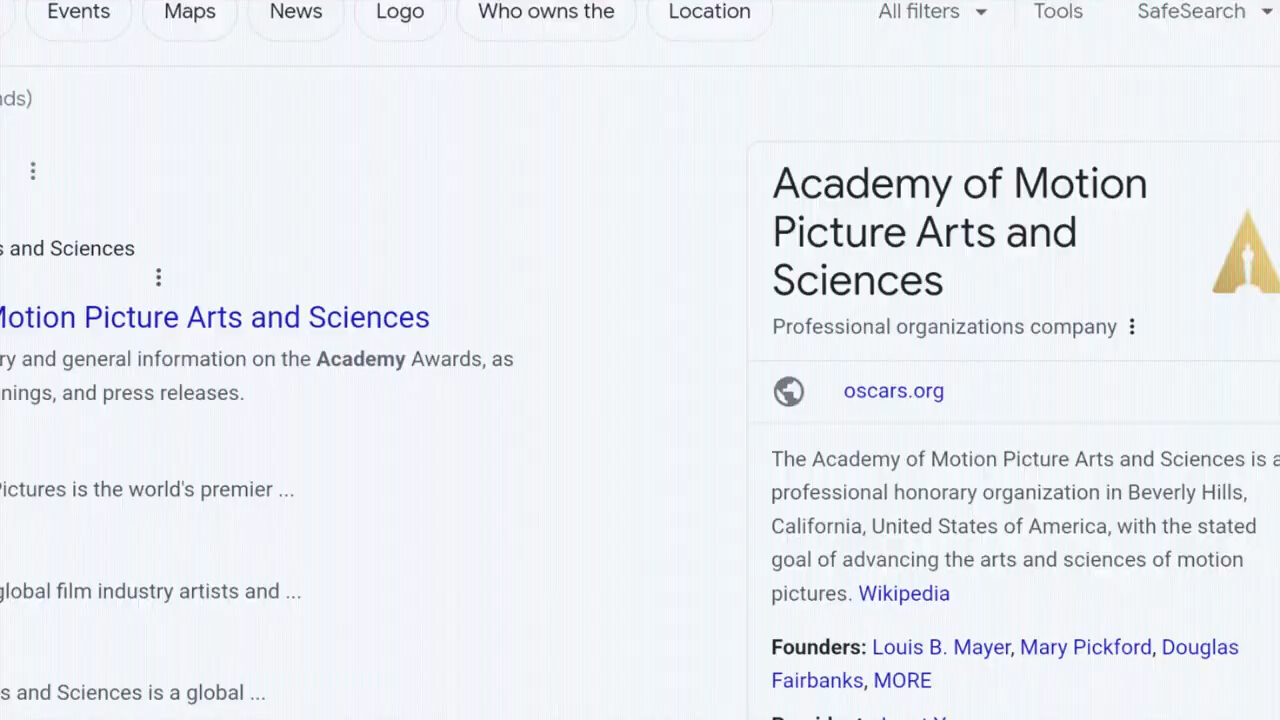 Events Maps News Logo Who owns the Location All filters Tools SafeSearch
nds)
s and Sciences
Motion Picture Arts and Sciences
ry and general information on the Academy Awards, as
nings, and press releases.
Pictures is the world's premier ...
global film industry artists and ...
s and Sciences is a global ...
Academy of Motion
Picture Arts and
Sciences
Professional organizations company
oscars.org
The Academy of Motion Picture Arts and Sciences is a
professional honorary organization in Beverly Hills,
California, United States of America, with the stated
goal of advancing the arts and sciences of motion
pictures. Wikipedia
Founders: Louis B. Mayer, Mary Pickford, Douglas
Fairbanks, MORE